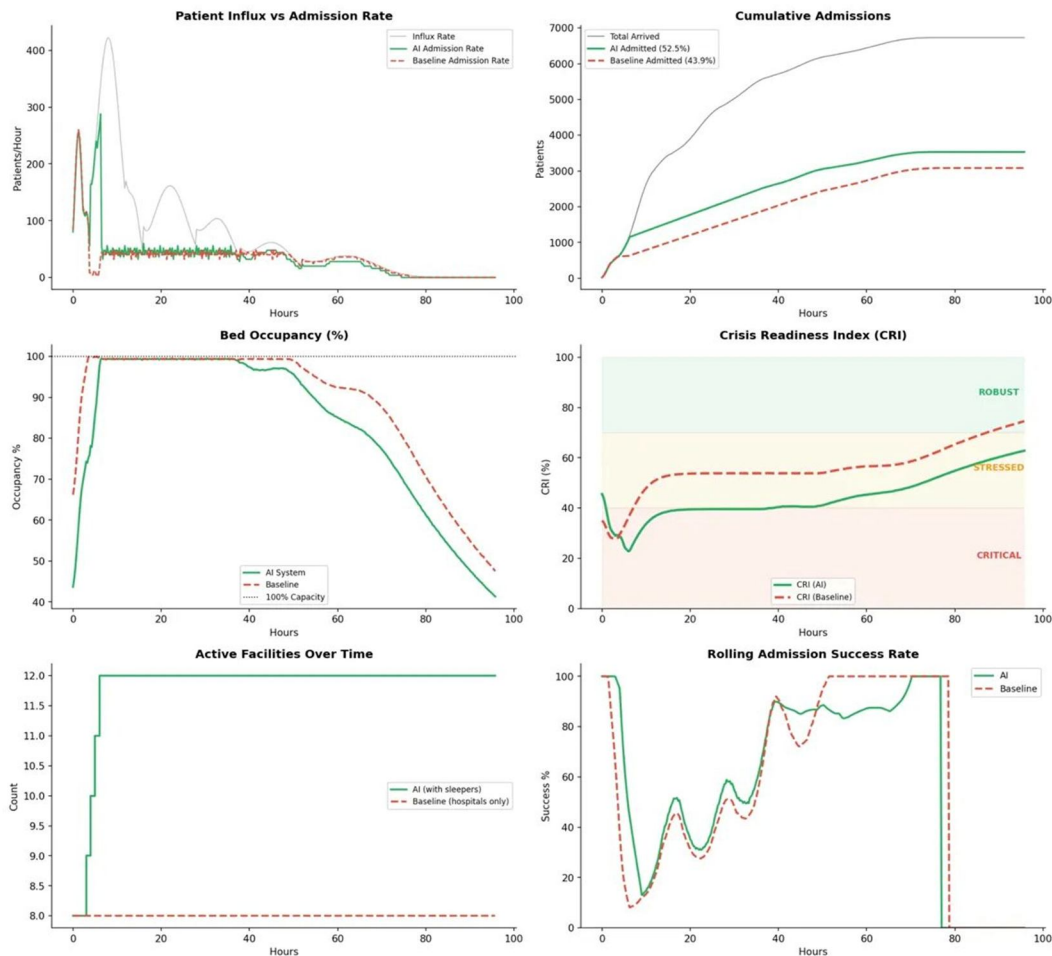 Patient Influx vs Admission Rate
Influx Rate
AI Admission Rate
Baseline Admission Rate
Patients/Hour
400
300
200
100
0
0 20 40 60 80 100
Hours
Cumulative Admissions
Total Arrived
AI Admitted (52.5%)
Baseline Admitted (43.9%)
Patients
7000
6000
5000
4000
3000
2000
1000
0
0 20 40 60 80 100
Hours
Bed Occupancy (%)
Occupancy %
100
90
80
70
60
50
40
AI System
Baseline
100% Capacity
0 20 40 60 80 100
Hours
Crisis Readiness Index (CRI)
CRI (%)
100
80
60
40
20
0
ROBUST
STRESSED
CRITICAL
CRI (AI)
CRI (Baseline)
0 20 40 60 80 100
Hours
Active Facilities Over Time
Count
12.0
11.5
11.0
10.5
10.0
9.5
9.0
8.5
8.0
AI (with sleepers)
Baseline (hospitals only)
0 20 40 60 80 100
Hours
Rolling Admission Success Rate
AI
Baseline
Success %
100
80
60
40
20
0
0 20 40 60 80 100
Hours